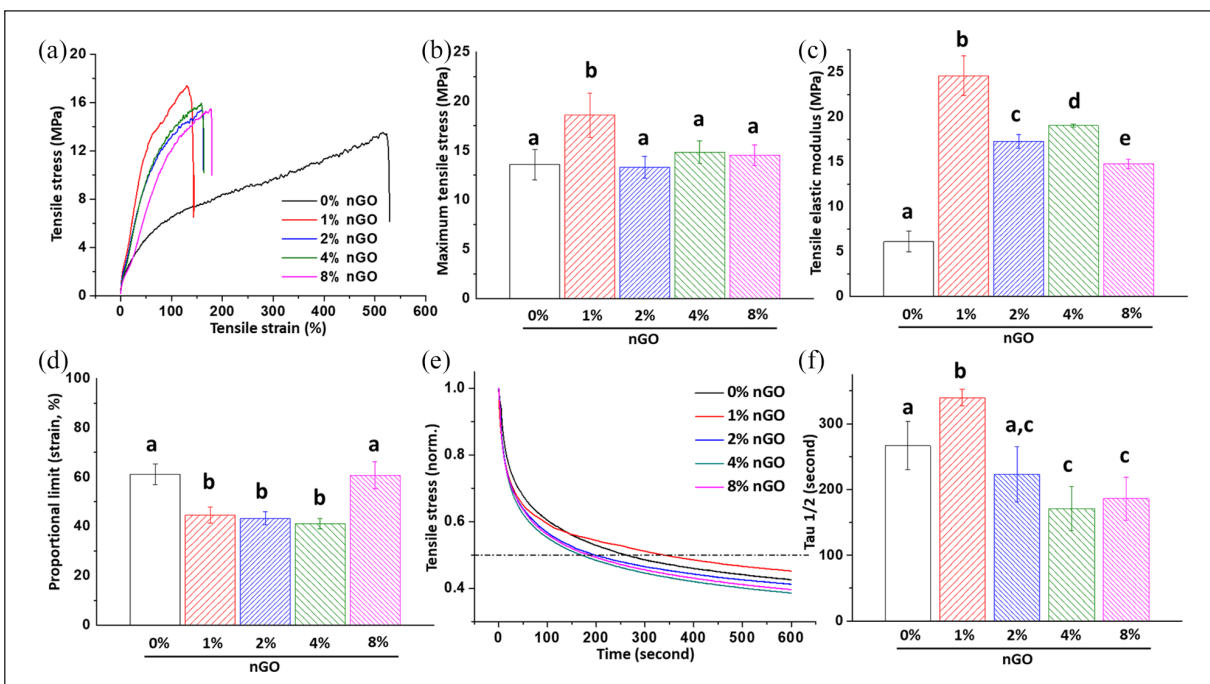 (a)
Tensile stress (MPa)
20
16
12
8
4
0
0 100 200 300 400 500 600
Tensile strain (%)
0% nGO
1% nGO
2% nGO
4% nGO
8% nGO
(b)
Maximum tensile stress (MPa)
25
20
15
10
5
0
a b a a a
0% 1% 2% 4% 8%
nGO
(c)
Tensile elastic modulus (MPa)
25
20
15
10
5
0
a b c d e
0% 1% 2% 4% 8%
nGO
(d)
Proportional limit (strain, %)
100
80
60
40
20
0
a b b b a
0% 1% 2% 4% 8%
nGO
(e)
Tensile stress (norm.)
1.0
0.8
0.6
0.4
0 100 200 300 400 500 600
Time (second)
0% nGO
1% nGO
2% nGO
4% nGO
8% nGO
(f)
Tau 1/2 (second)
300
200
100
0
a b a,c c c
0% 1% 2% 4% 8%
nGO